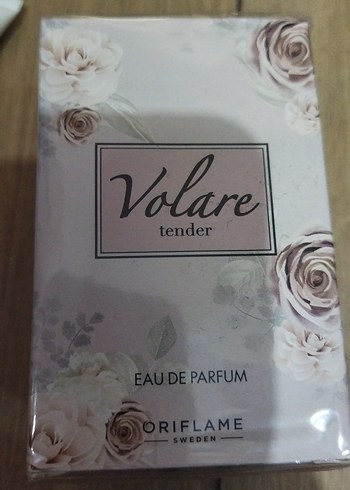 Volare
tender
EAU DE PARFUM
ORIFLAME
SWEDEN